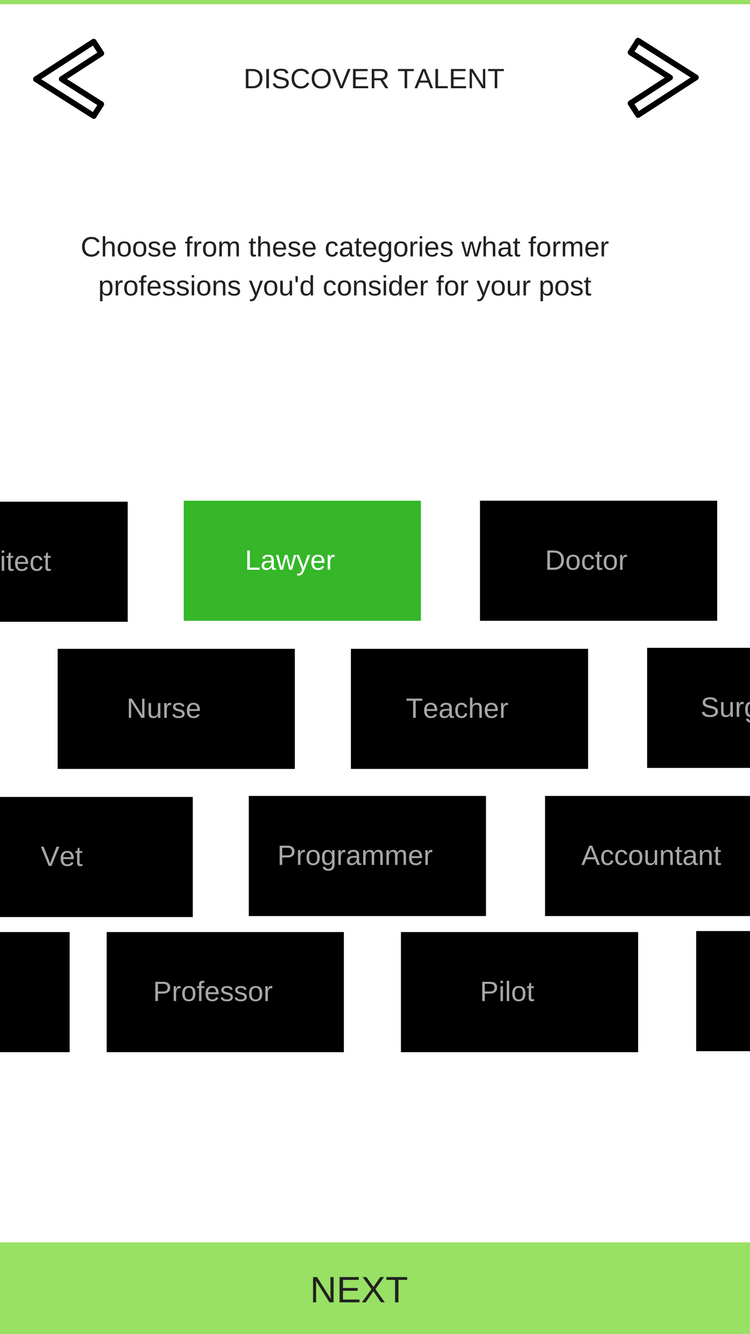 DISCOVER TALENT
Choose from these categories what former
professions you'd consider for your post
itect
Lawyer
Doctor
Nurse
Teacher
Surg
Vet
Programmer
Accountant
Professor
Pilot
NEXT